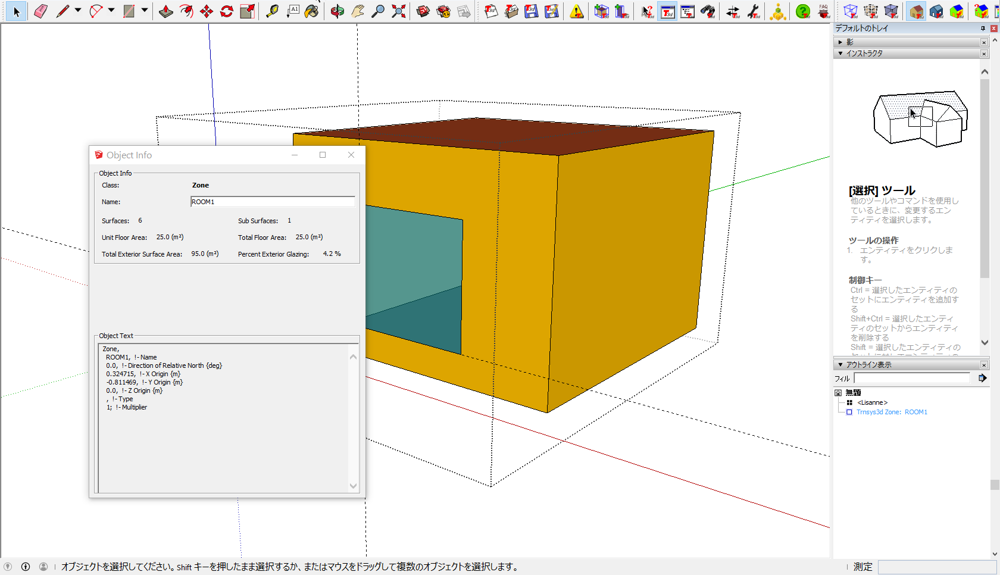 A1
T3d
FAQ
デフォルトのトレイ
影
インストラクタ
[選択] ツール
他のツールやコマンドを使用し
ているときに、変更するエン
ティティを選択します。
ツールの操作
1. エンティティをクリクしま
す。
制御キー
Ctrl = 選択したエンティティの
セットにエンティティを追加す
る
Shift+Ctrl = 選択したエンティ
ティのセットからエンティティ
を削除する
Shift = 選択したエンティティの
アウトライン表示
フィル
無題
<Lisanne>
Trnsys3d Zone: ROOM1
Object Info
Object Info
Class: Zone
Name: ROOM1
Surfaces: 6 Sub Surfaces: 1
Unit Floor Area: 25.0 (m²) Total Floor Area: 25.0 (m²)
Total Exterior Surface Area: 95.0 (m²) Percent Exterior Glazing: 4.2 %
Object Text
Zone,
ROOM1, !- Name
0.0, !- Direction of Relative North {deg}
0.324715, !- X Origin {m}
-0.811469, !- Y Origin {m}
0.0, !- Z Origin {m}
, !- Type
1; !- Multiplier
オブジェクトを選択してください。Shift キーを押したまま選択するか、またはマウスをドラッグして複数のオブジェクトを選択します。
測定